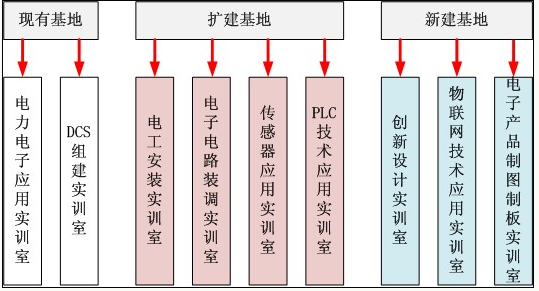 现有基地
扩建基地
新建基地
电力电子应用实训室
DCS组建实训室
电工安装实训室
电子电路装调实训室
传感器应用实训室
PLC技术应用实训室
创新设计实训室
物联网技术应用实训室
电子产品制图制板实训室